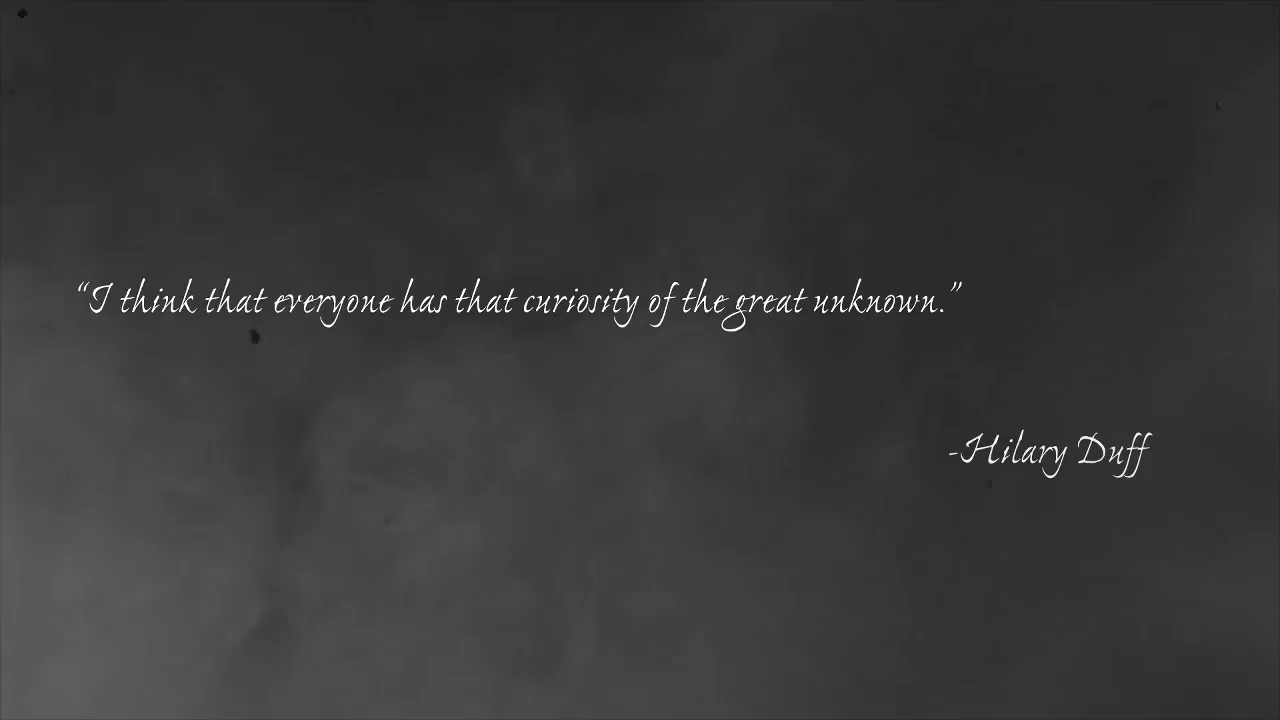 “I think that everyone has that curiosity of the great unknown.”
-Hilary Duff